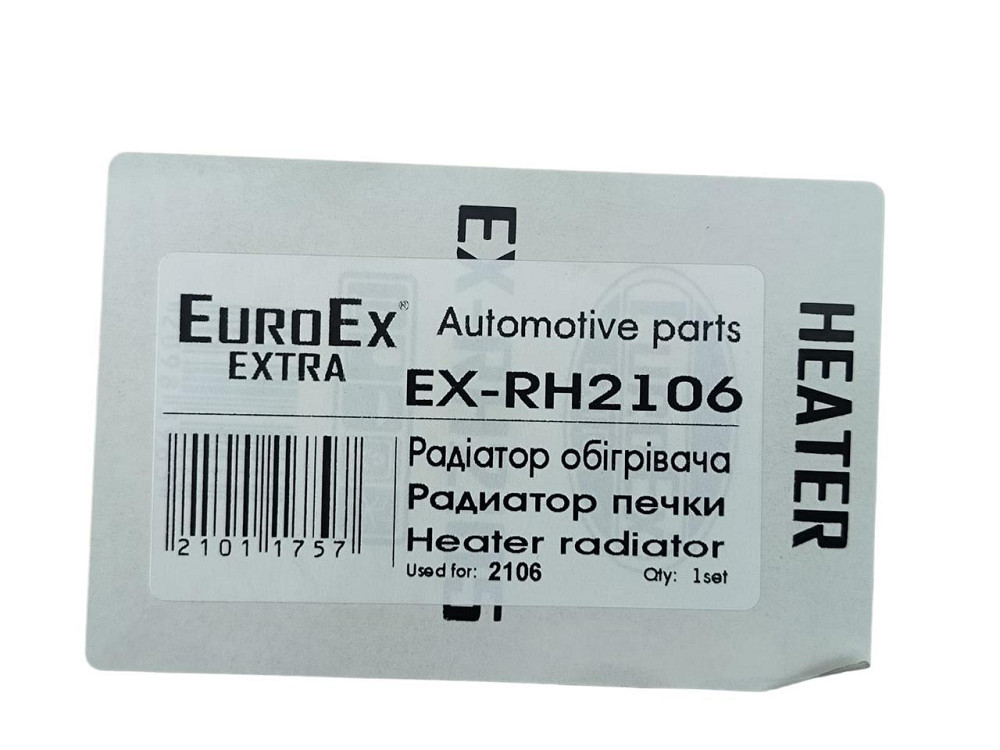 EUROEX®
EXTRA
Automotive parts
EX-RH2106
Радіатор обігрівача
Радиатор печки
Heater radiator
Used for: 2106 Qty: 1set
2101 1757
HEATER
EX